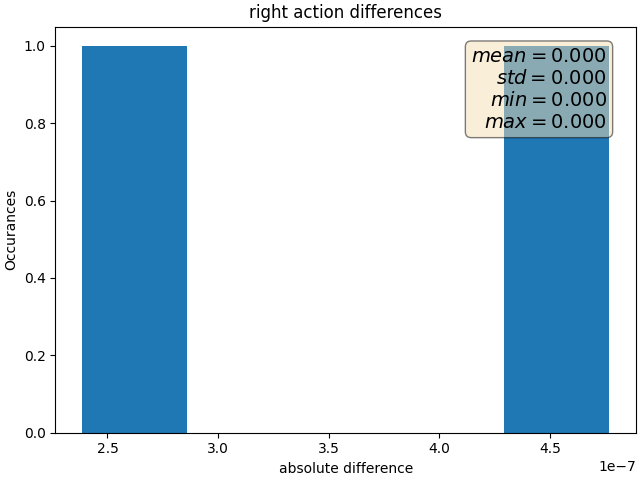 right action differences
mean = 0.000
std = 0.000
min = 0.000
max = 0.000
1.0
0.8
0.6
0.4
0.2
0.0
Occurances
2.5 3.0 3.5 4.0 4.5
1e−7
absolute difference